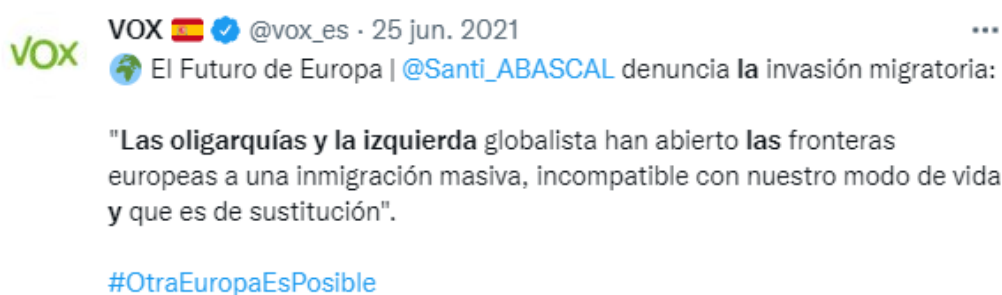 VOX
VOX 🇪🇸 @vox_es · 25 jun. 2021
🌍 El Futuro de Europa | @Santi_ABASCAL denuncia la invasión migratoria:
"Las oligarquías y la izquierda globalista han abierto las fronteras
europeas a una inmigración masiva, incompatible con nuestro modo de vida
y que es de sustitución".
#OtraEuropaEsPosible